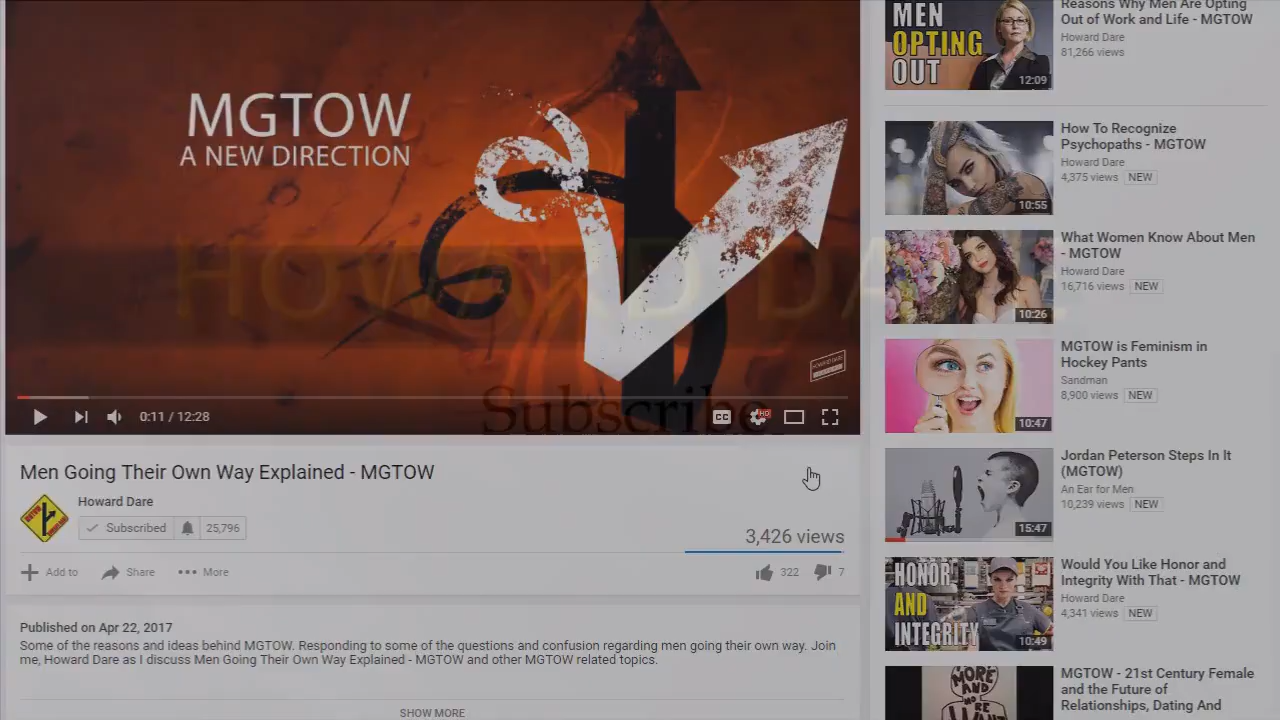 MGTOW
A NEW DIRECTION
HOWARD DARE
Subscribe
0:11 / 12:28
CC
HD
Men Going Their Own Way Explained - MGTOW
Howard Dare
Subscribed
25,796
3,426 views
Add to
Share
More
322
7
Published on Apr 22, 2017
Some of the reasons and ideas behind MGTOW. Responding to some of the questions and confusion regarding men going their own way. Join
me, Howard Dare as I discuss Men Going Their Own Way Explained - MGTOW and other MGTOW related topics.
SHOW MORE
MEN
OPTING
OUT
12:09
Reasons Why Men Are Opting
Out of Work and Life - MGTOW
Howard Dare
81,266 views
10:55
How To Recognize
Psychopaths - MGTOW
Howard Dare
4,375 views NEW
10:26
What Women Know About Men
- MGTOW
Howard Dare
16,716 views NEW
10:47
MGTOW is Feminism in
Hockey Pants
Sandman
8,900 views NEW
15:47
Jordan Peterson Steps In It
(MGTOW)
An Ear for Men
10,239 views NEW
HONOR
AND
INTEGRITY
10:49
Would You Like Honor and
Integrity With That - MGTOW
Howard Dare
4,341 views NEW
MORE
AND
WANT
MGTOW - 21st Century Female
and the Future of
Relationships, Dating And